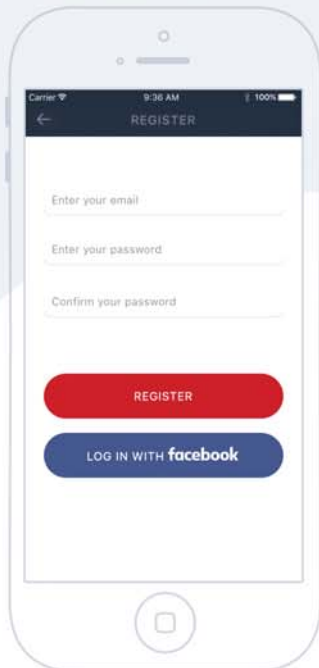 Carrier 9:36 AM 100%
REGISTER
Enter your email
Enter your password
Confirm your password
REGISTER
LOG IN WITH facebook